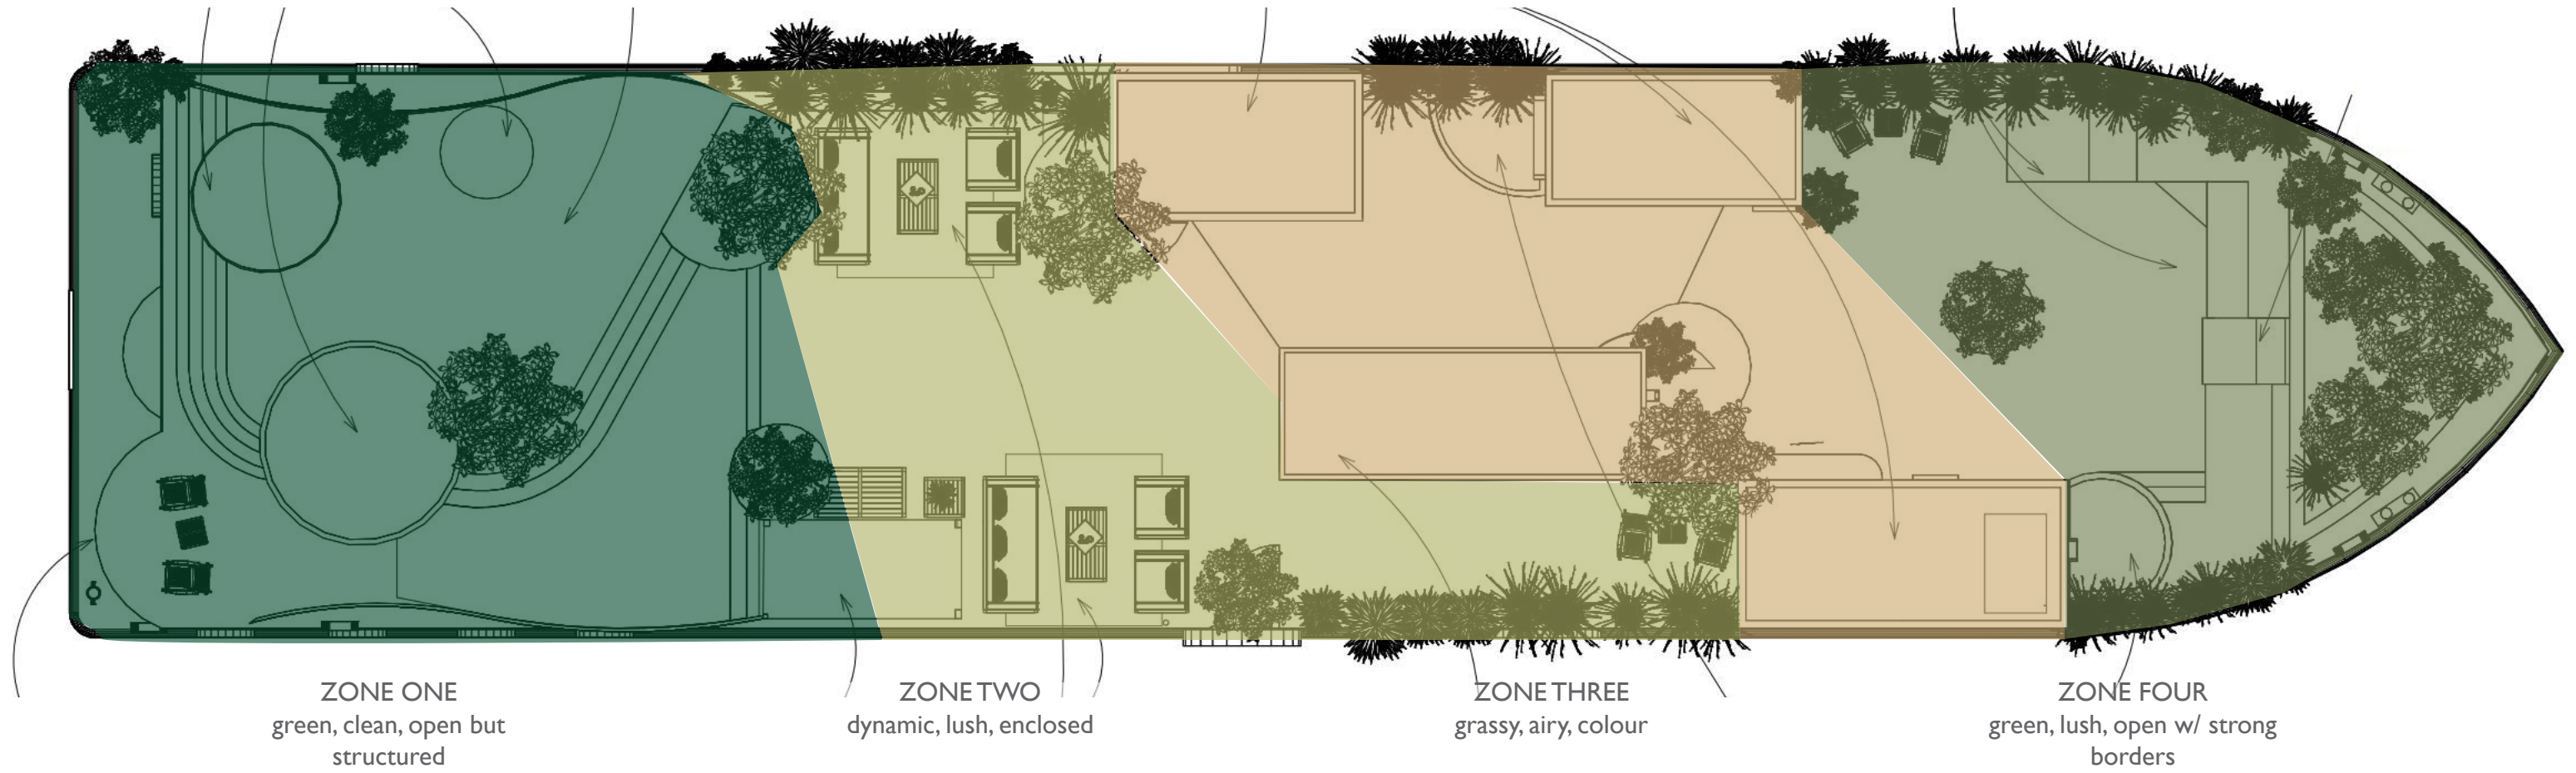 ZONE ONE
green, clean, open but
structured
ZONE TWO
dynamic, lush, enclosed
ZONE THREE
grassy, airy, colour
ZONE FOUR
green, lush, open w/ strong
borders